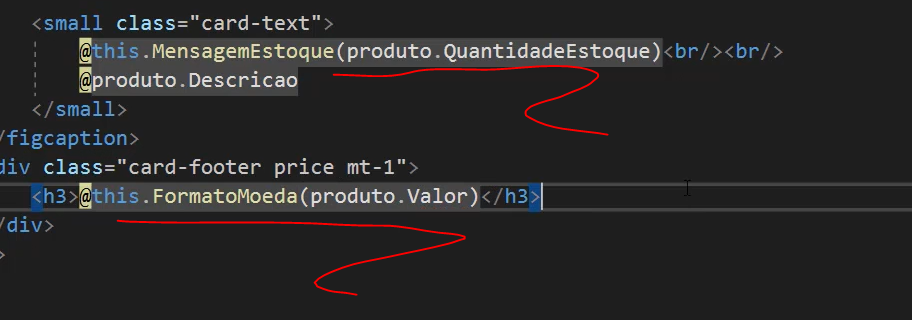 <small class="card-text">
@this.MensagemEstoque(produto.QuantidadeEstoque)<br/><br/>
@produto.Descricao
</small>
/figcaption>
div class="card-footer price mt-1">
<h3>@this.FormatoMoeda(produto.Valor)</h3>
/div>
>